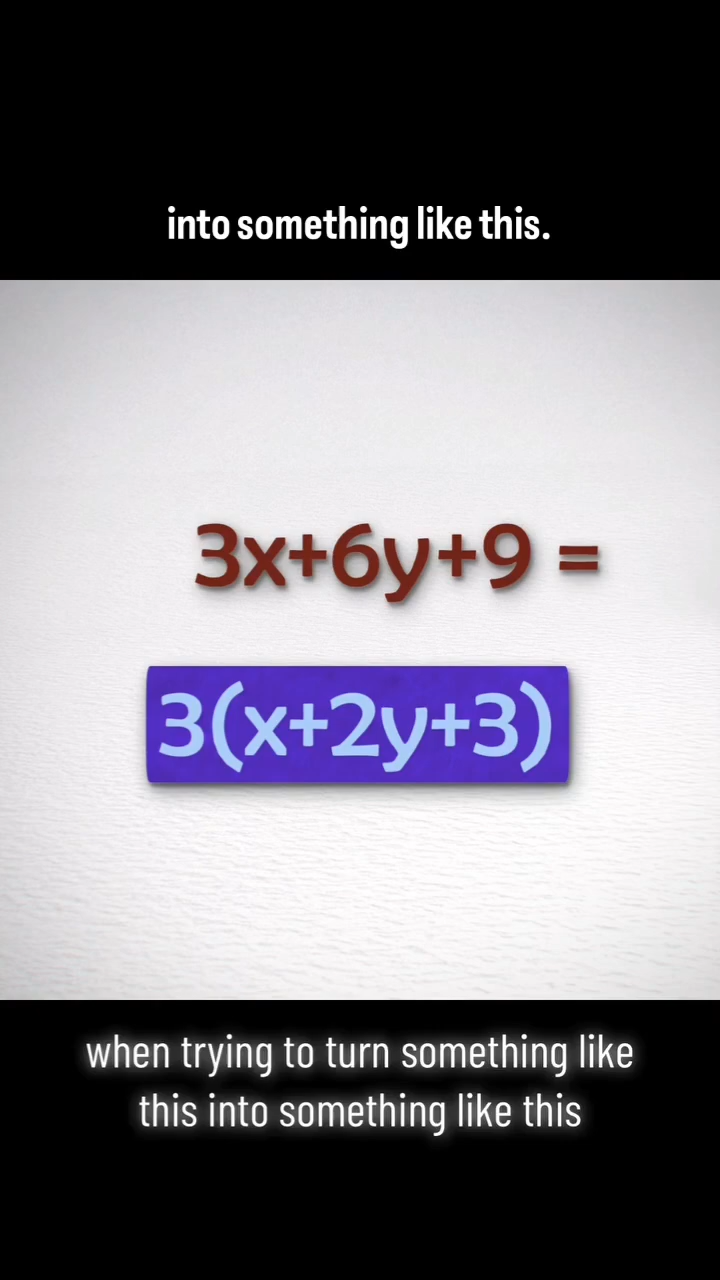 into something like this.
3x+6y+9 =
3(x+2y+3)
when trying to turn something like
this into something like this